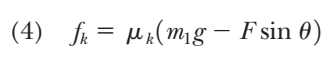 (4) fₖ = μₖ(m₁g − F sin θ)